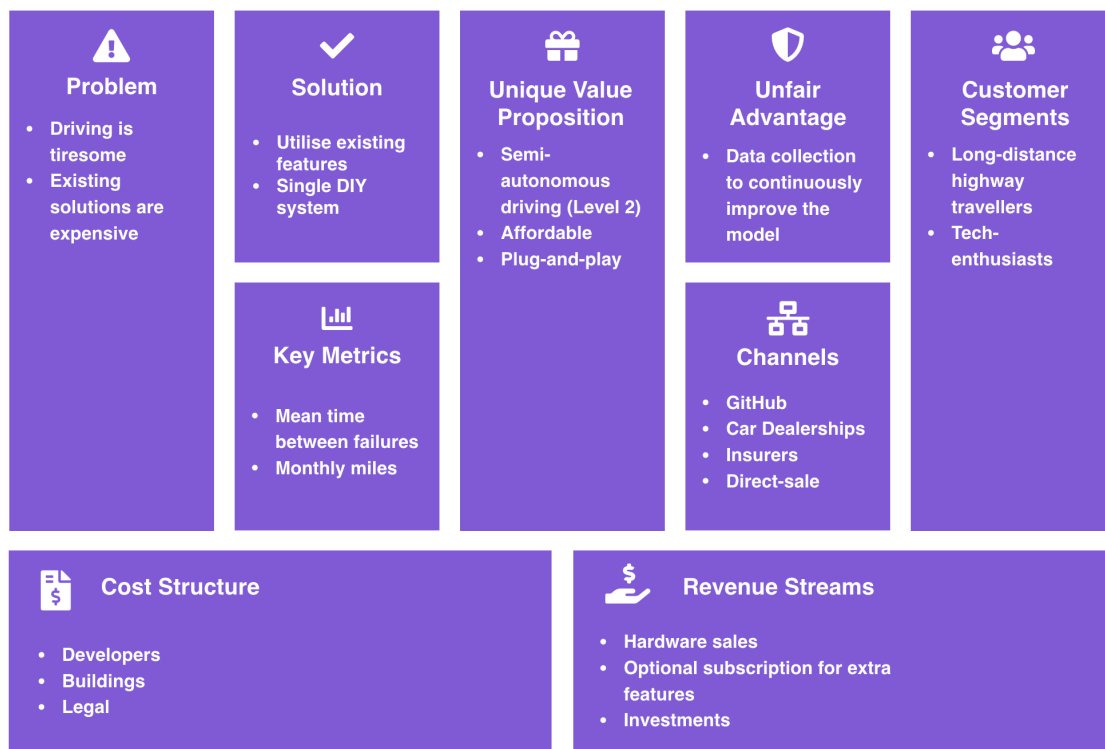 Problem
• Driving is
tiresome
• Existing
solutions are
expensive
Solution
• Utilise existing
features
• Single DIY
system
Key Metrics
• Mean time
between failures
• Monthly miles
Unique Value
Proposition
• Semi-
autonomous
driving (Level 2)
• Affordable
• Plug-and-play
Unfair
Advantage
• Data collection
to continuously
improve the
model
Channels
• GitHub
• Car Dealerships
• Insurers
• Direct-sale
Customer
Segments
• Long-distance
highway
travellers
• Tech-
enthusiasts
$
Cost Structure
• Developers
• Buildings
• Legal
$
Revenue Streams
• Hardware sales
• Optional subscription for extra
features
• Investments